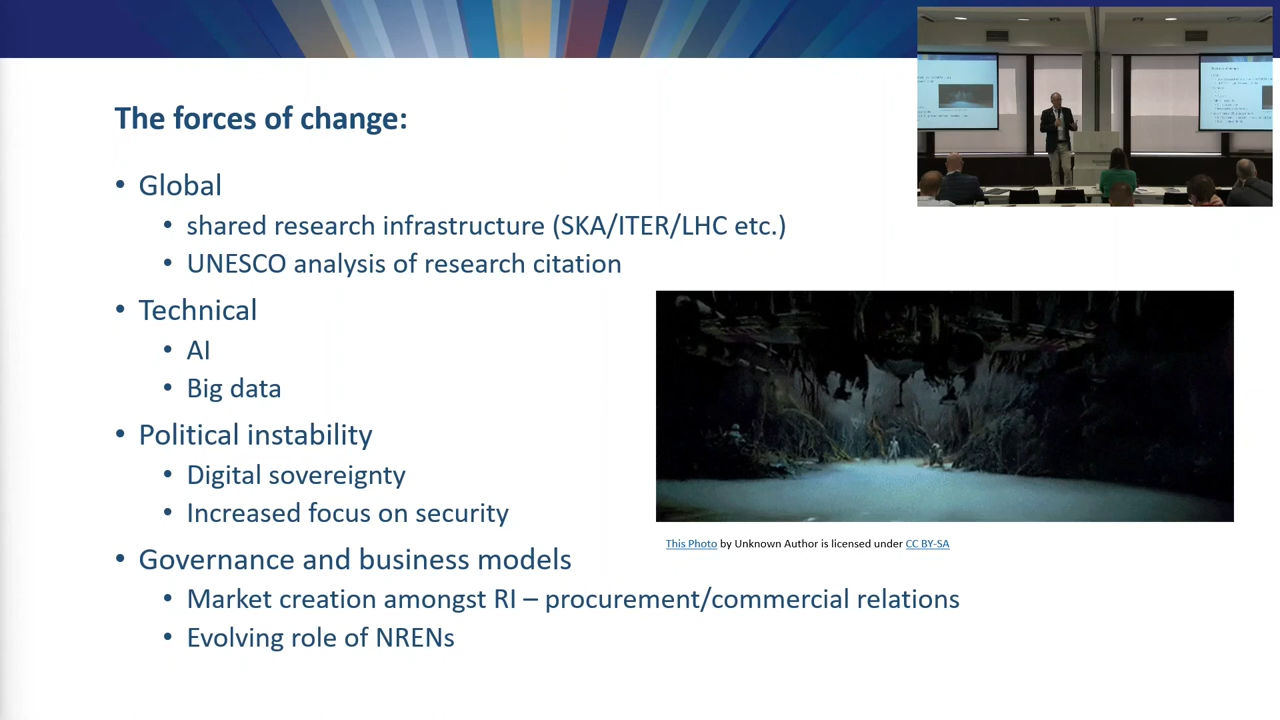 The forces of change:
• Global
• shared research infrastructure (SKA/ITER/LHC etc.)
• UNESCO analysis of research citation
• Technical
• AI
• Big data
• Political instability
• Digital sovereignty
• Increased focus on security
• Governance and business models
• Market creation amongst RI – procurement/commercial relations
• Evolving role of NRENs
This Photo by Unknown Author is licensed under CC BY-SA